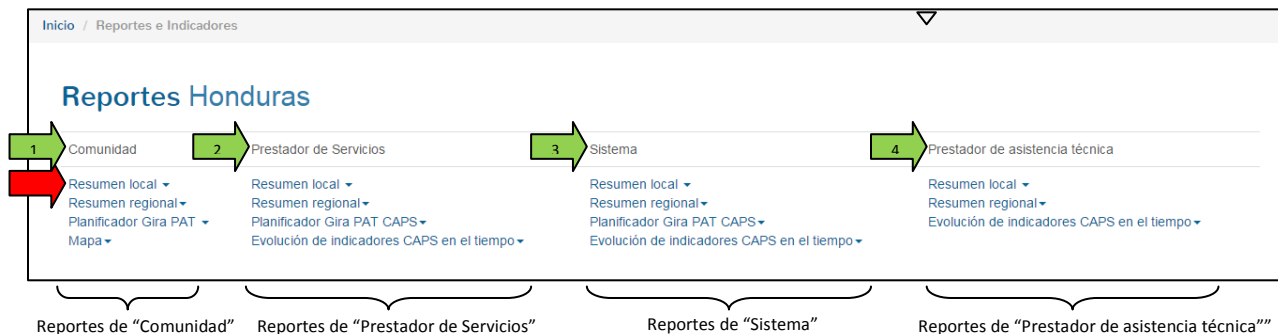 Inicio / Reportes e Indicadores
Reportes Honduras
1 Comunidad 2 Prestador de Servicios 3 Sistema 4 Prestador de asistencia técnica
Resumen local Resumen local Resumen local Resumen local
Resumen regional Resumen regional Resumen regional Resumen regional
Planificador Gira PAT Planificador Gira PAT CAPS Planificador Gira PAT CAPS Evolución de indicadores CAPS en el tiempo
Mapa Evolución de indicadores CAPS en el tiempo Evolución de indicadores CAPS en el tiempo
Reportes de “Comunidad” Reportes de “Prestador de Servicios” Reportes de “Sistema” Reportes de “Prestador de asistencia técnica””